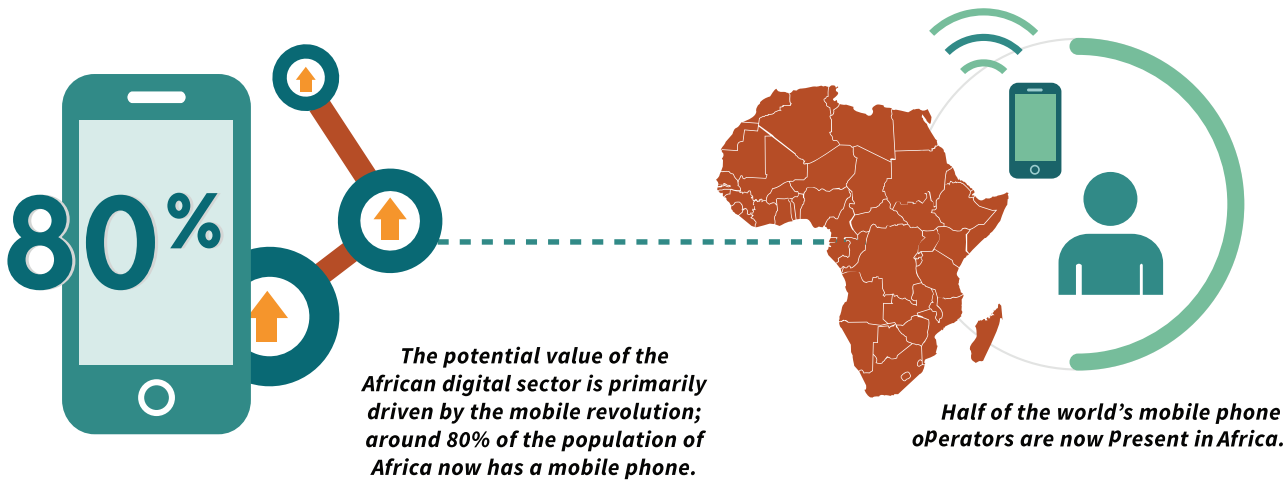 80%
The potential value of the
African digital sector is primarily
driven by the mobile revolution;
around 80% of the population of
Africa now has a mobile phone.
Half of the world’s mobile phone
operators are now present in Africa.